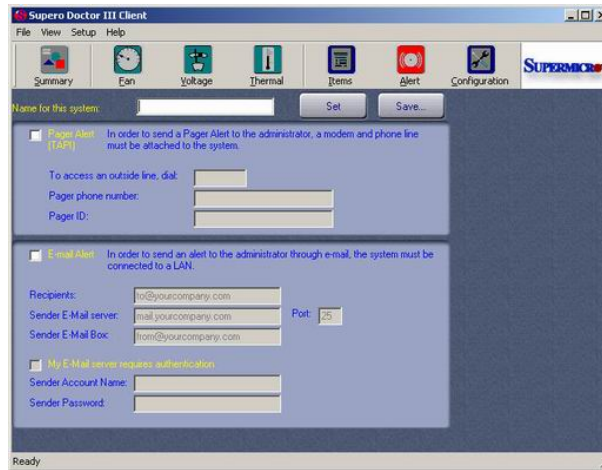 Supero Doctor III Client
File View Setup Help
Summary Fan Voltage Thermal Items Alert Configuration
SUPERMICRO
Name for this system: Set Save...
Pager Alert (TAPI)
In order to send a Pager Alert to the administrator, a modem and phone line
must be attached to the system.
To access an outside line, dial:
Pager phone number:
Pager ID:
E-mail Alert
In order to send an alert to the administrator through e-mail, the system must be
connected to a LAN.
Recipients: to@yourcompany.com
Sender E-Mail server: mail.yourcompany.com Port: 25
Sender E-Mail Box: from@yourcompany.com
My E-Mail server requires authentication
Sender Account Name:
Sender Password:
Ready